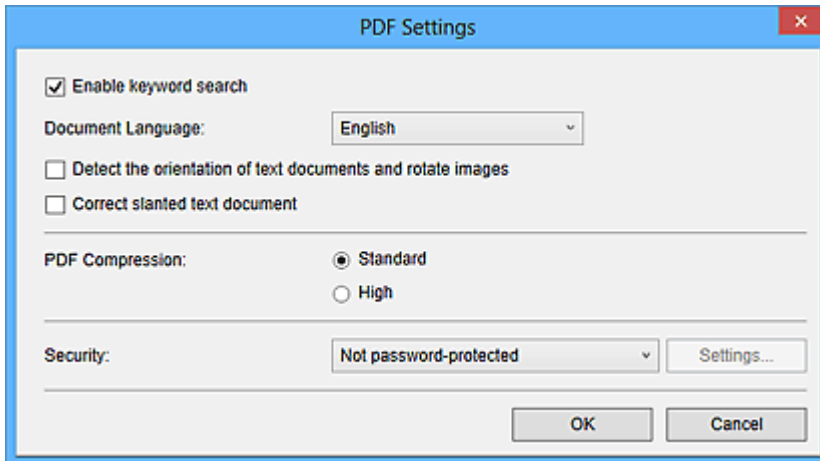 PDF Settings
Enable keyword search
Document Language: English
Detect the orientation of text documents and rotate images
Correct slanted text document
PDF Compression: Standard
High
Security: Not password-protected Settings...
OK Cancel